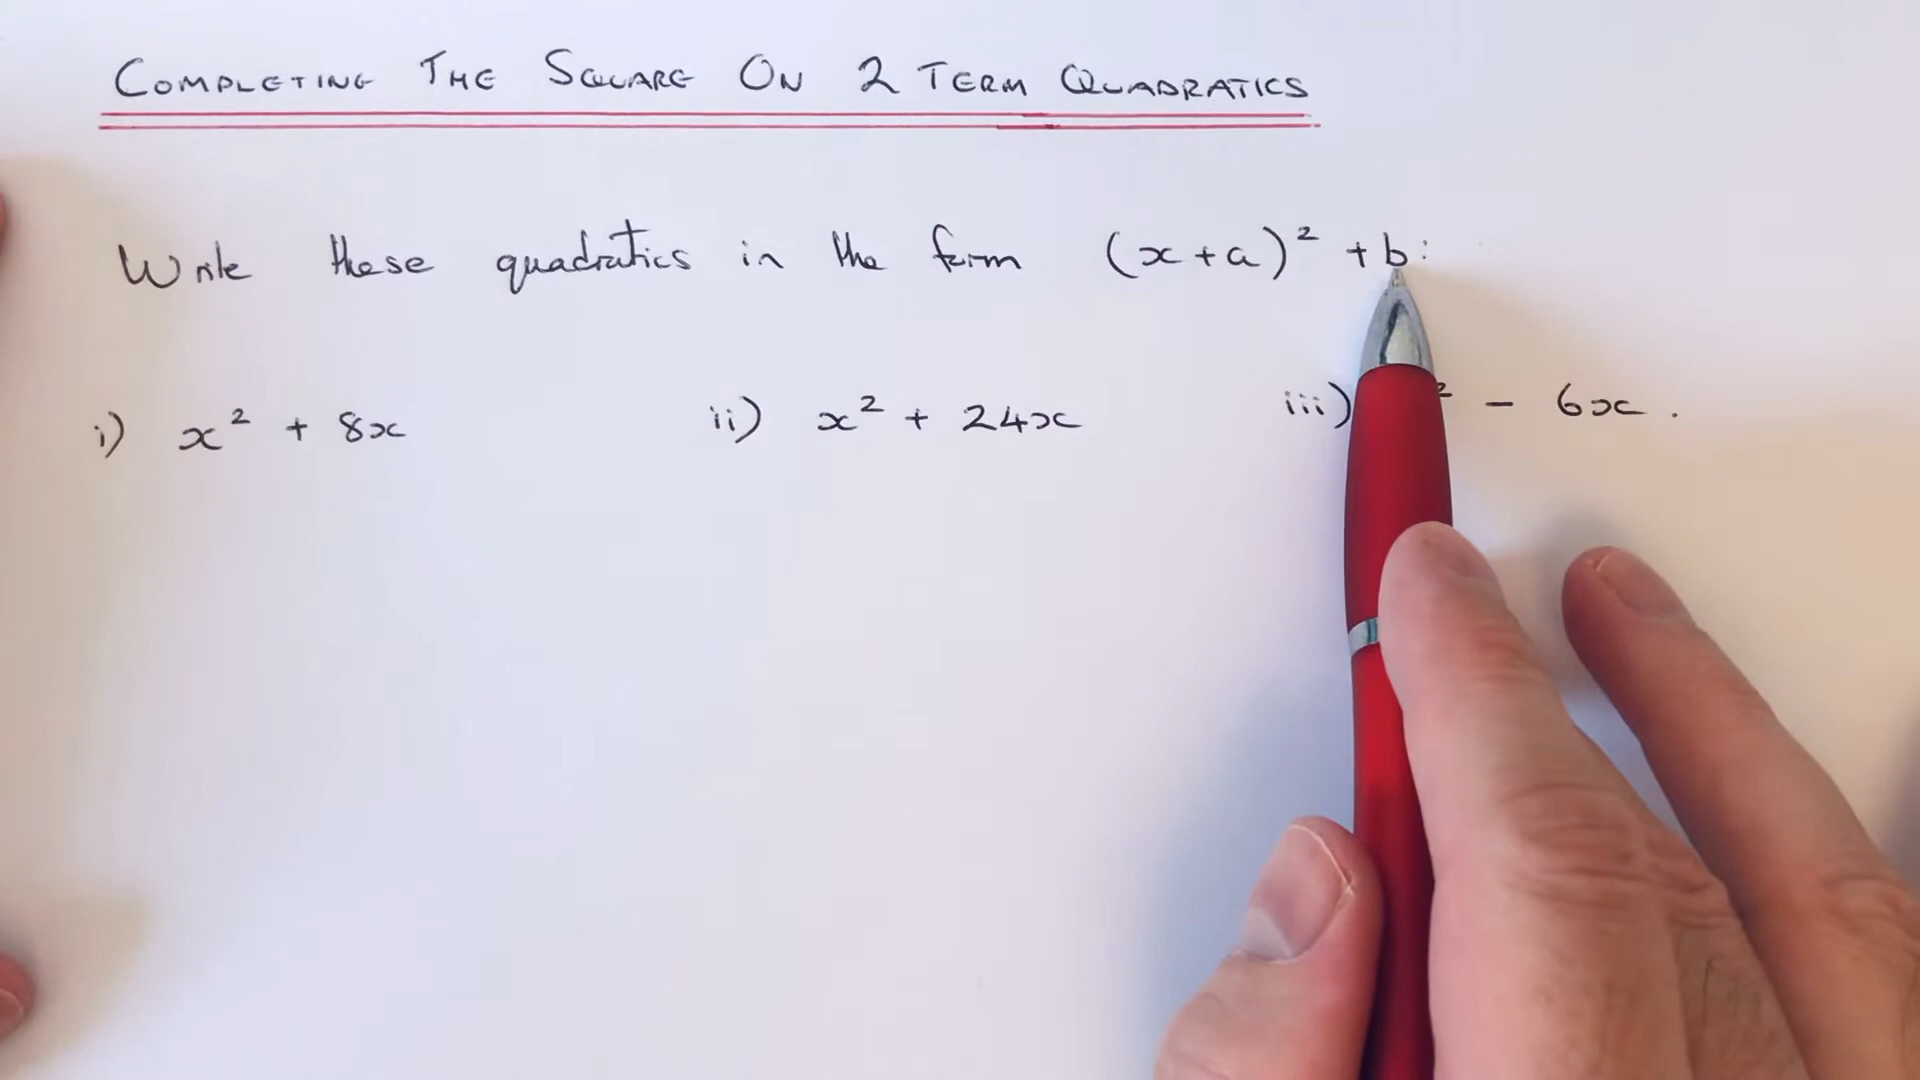 COMPLETING THE SQUARE ON 2 TERM QUADRATICS
Write these quadratics in the form (x+a)² + b:
i) x² + 8x ii) x² + 24x iii) ² - 6x.